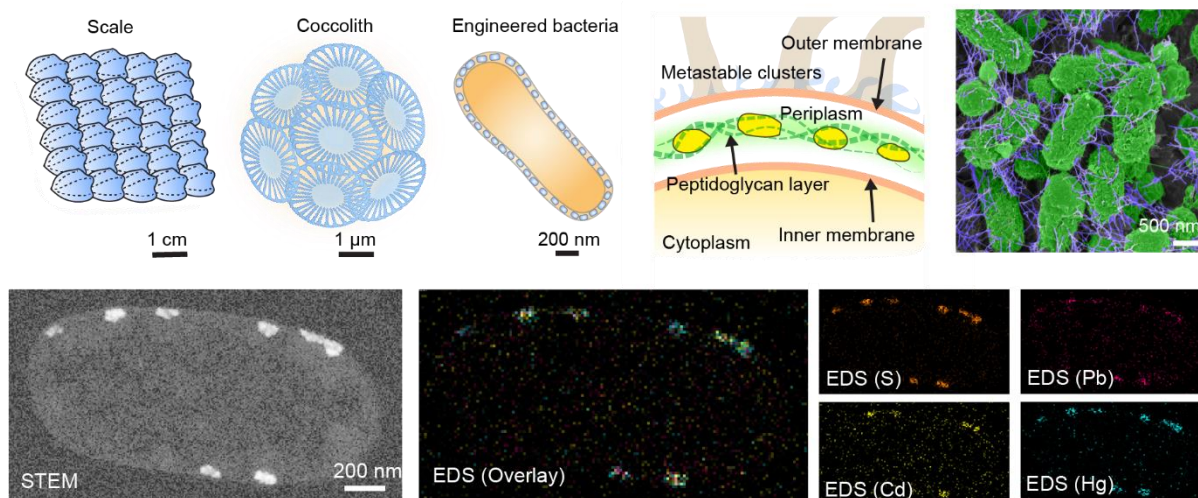 Scale
1 cm
Coccolith
1 µm
Engineered bacteria
200 nm
Outer membrane
Metastable clusters
Periplasm
Peptidoglycan layer
Cytoplasm
Inner membrane
500 nm
STEM
200 nm
EDS (Overlay)
EDS (S)
EDS (Pb)
EDS (Cd)
EDS (Hg)